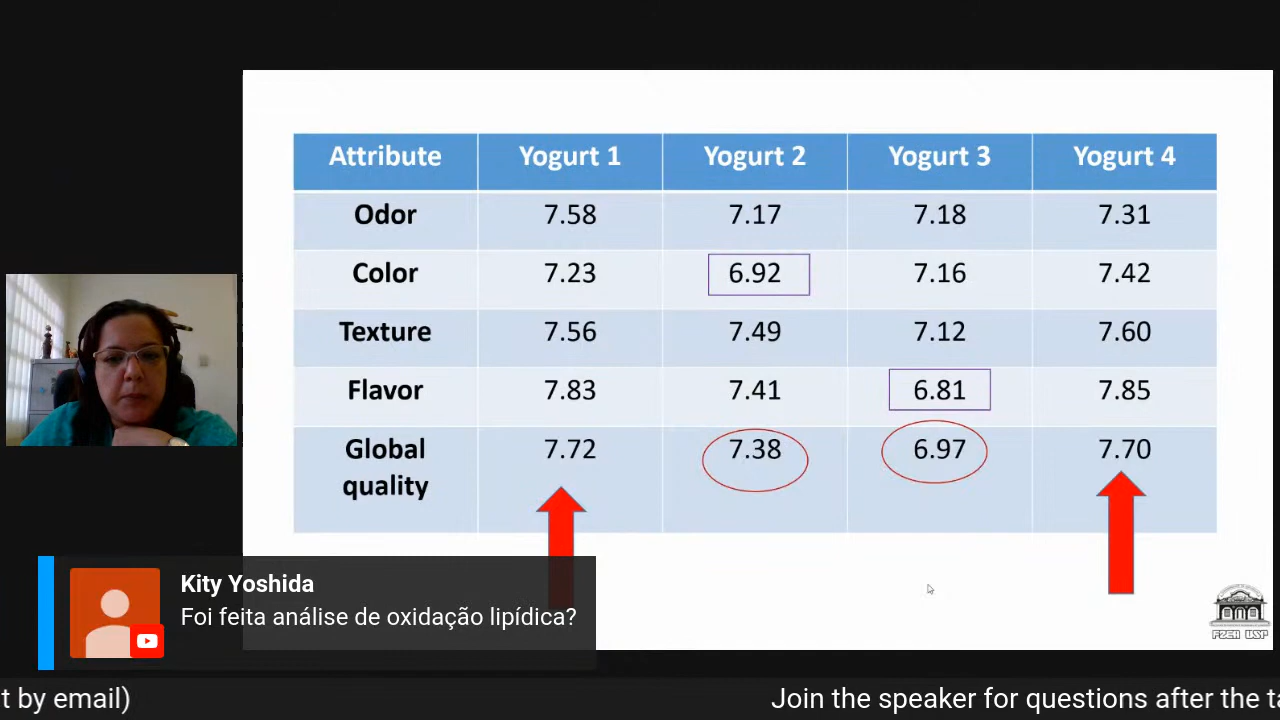 Attribute Yogurt 1 Yogurt 2 Yogurt 3 Yogurt 4
Odor 7.58 7.17 7.18 7.31
Color 7.23 6.92 7.16 7.42
Texture 7.56 7.49 7.12 7.60
Flavor 7.83 7.41 6.81 7.85
Global quality 7.72 7.38 6.97 7.70
Kity Yoshida
Foi feita análise de oxidação lipídica?
FZEA USP
t by email) Join the speaker for questions after the ta